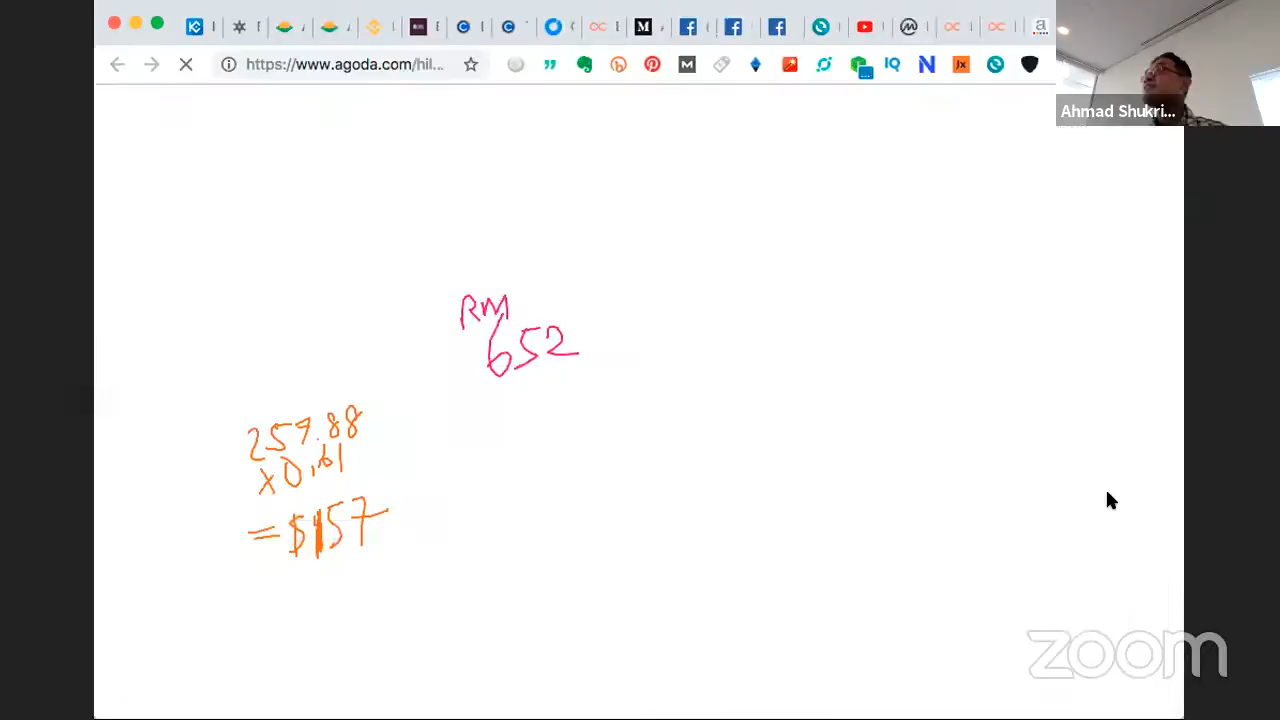 https://www.agoda.com/hil...
Ahmad Shukri...
RM
652
257.88
x0.61
= $157
zoom